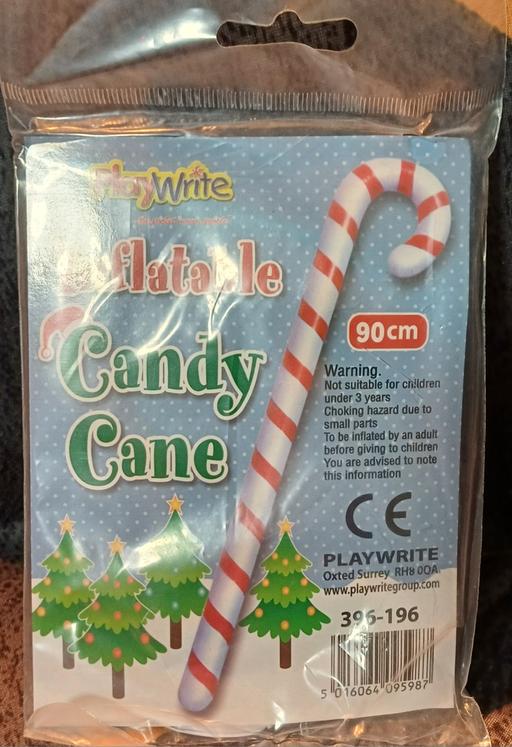 PlayWrite
Inflatable
Candy
Cane
90cm
Warning.
Not suitable for children
under 3 years
Choking hazard due to
small parts
To be inflated by an adult
before giving to children
You are advised to note
this information
CE
PLAYWRITE
Oxted Surrey RH8 0QA
www.playwritegroup.com
396-196
5 016064 095987